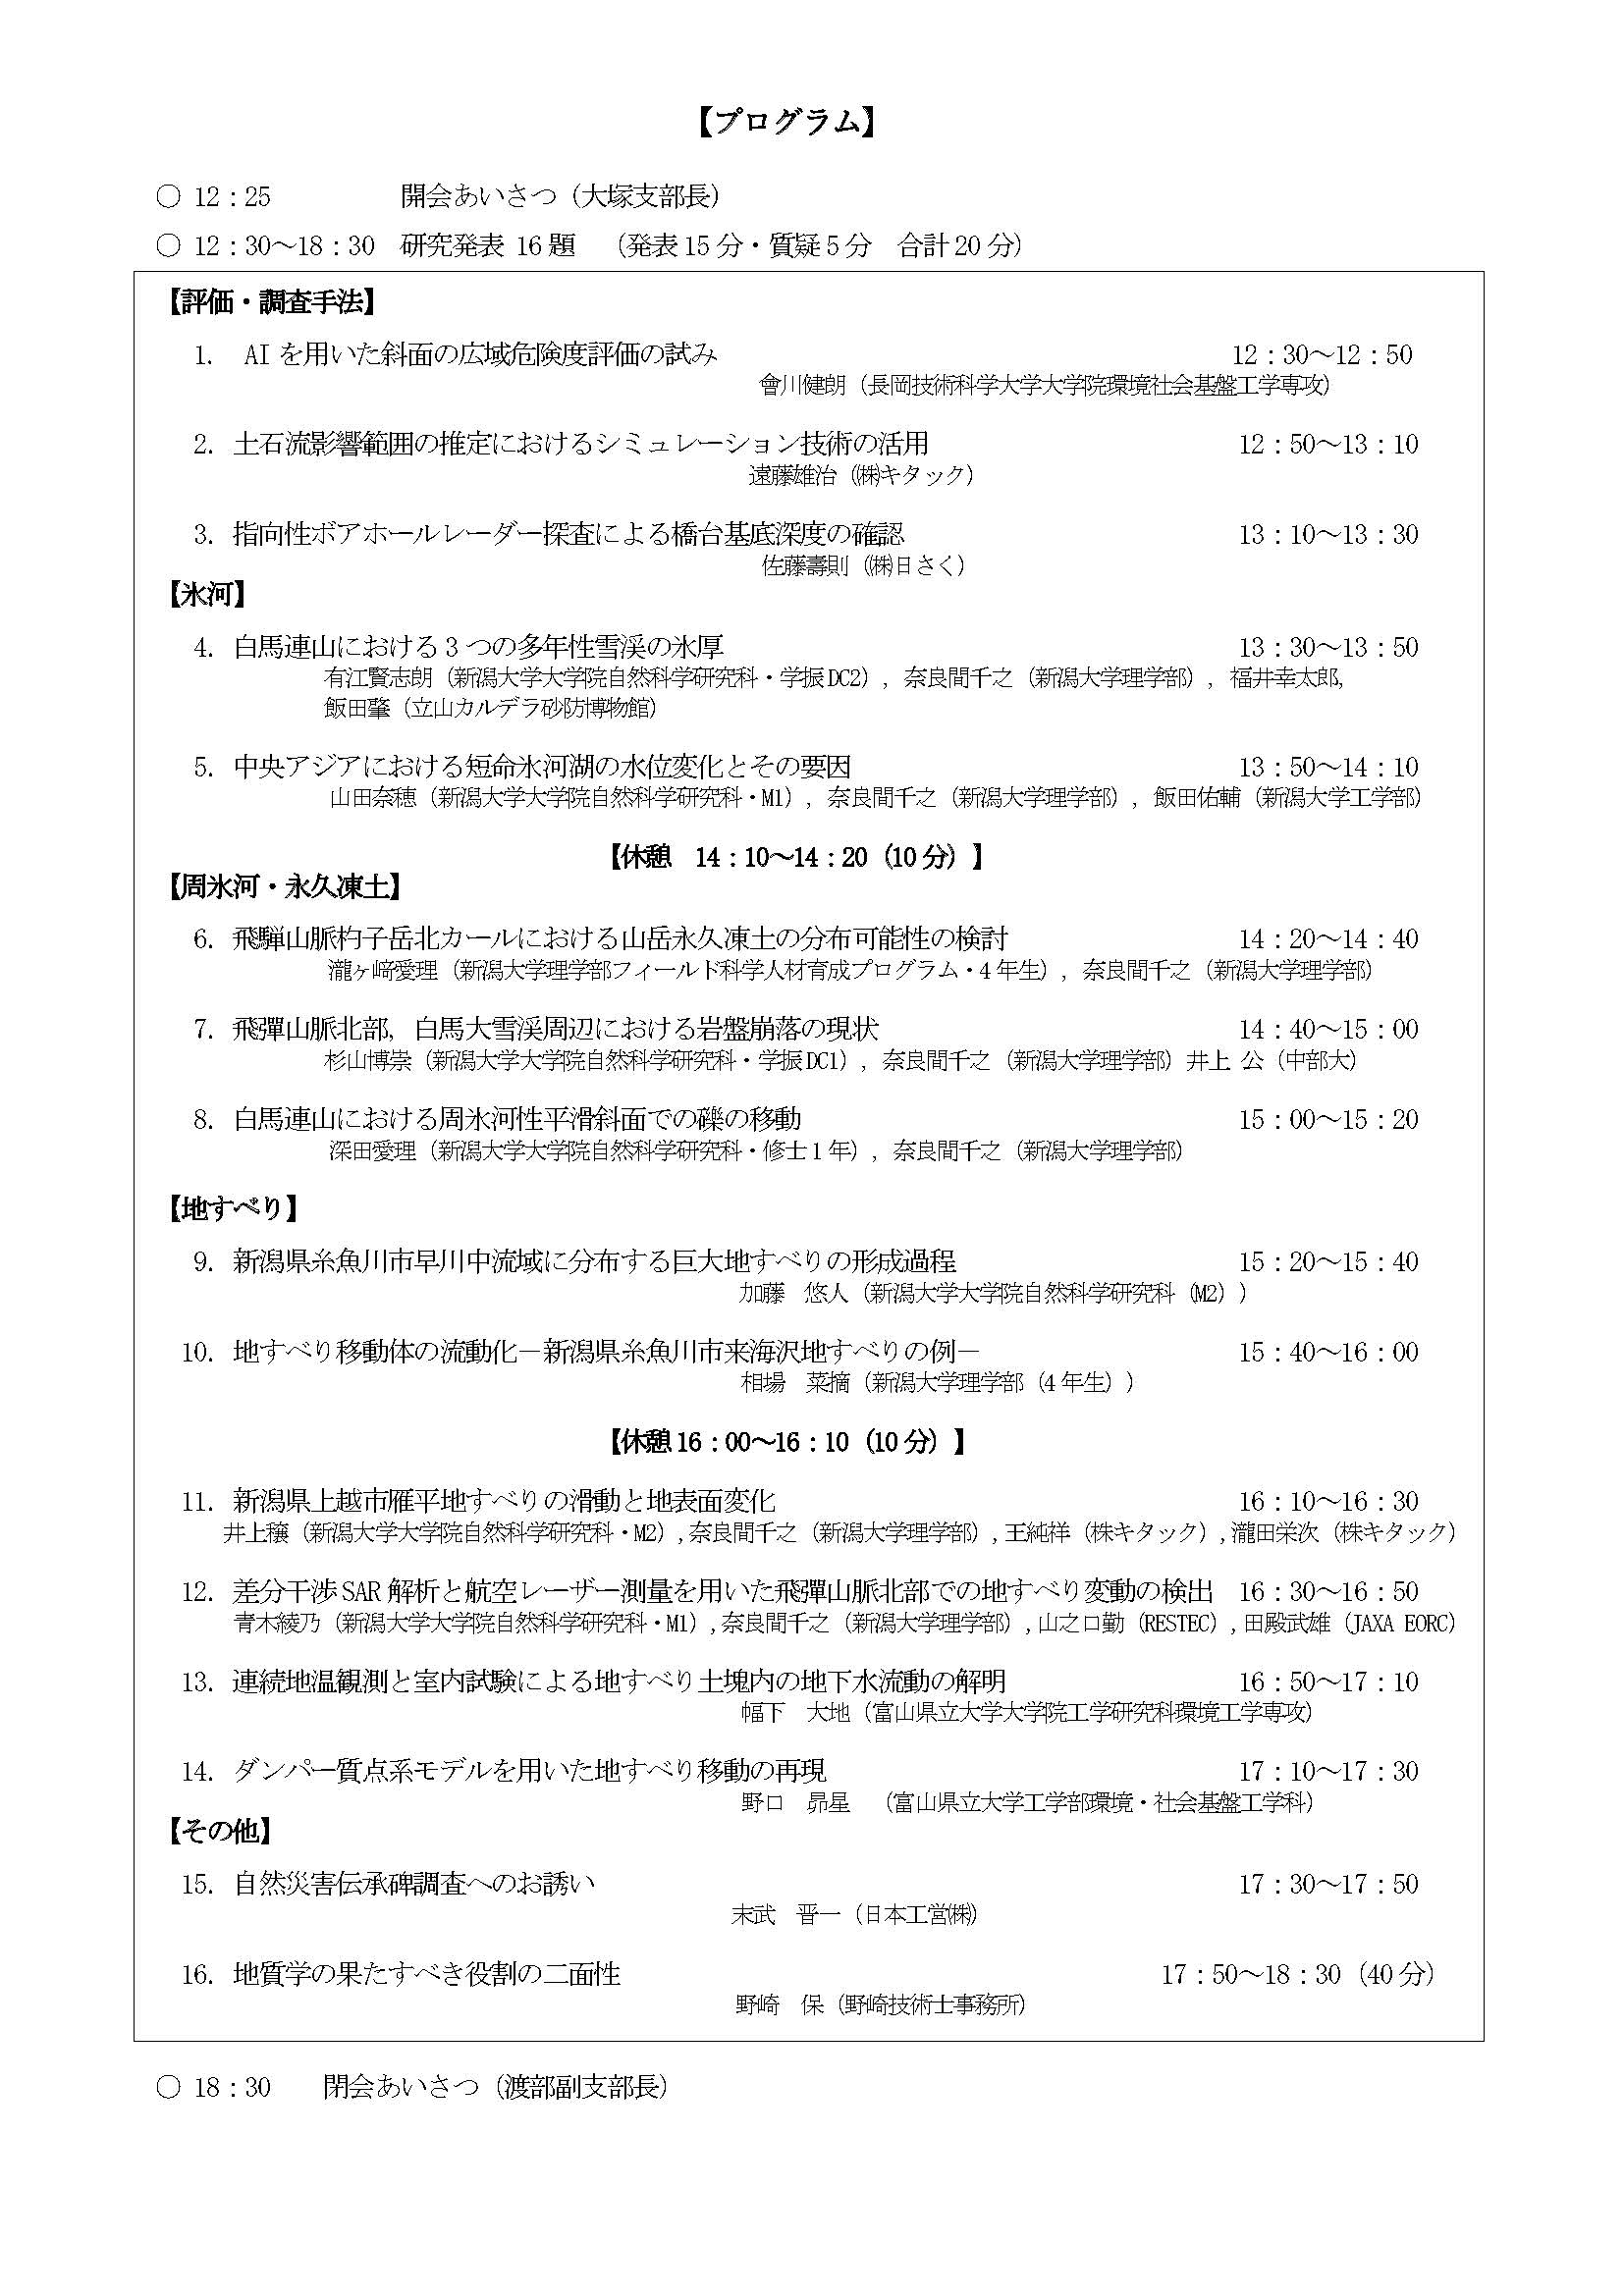 【プログラム】
○ 12：25　開会あいさつ（大塚支部長）
○ 12：30～18：30　研究発表 16 題　（発表 15 分・質疑 5 分　合計 20 分）
【評価・調査手法】
1.　AI を用いた斜面の広域危険度評価の試み　12：30～12：50
會川健朗（長岡技術科学大学大学院環境社会基盤工学専攻）
2. 土石流影響範囲の推定におけるシミュレーション技術の活用　12：50～13：10
遠藤雄治（㈱キタック）
3. 指向性ボアホールレーダー探査による橋台基底深度の確認　13：10～13：30
佐藤壽則（㈱日さく）
【氷河】
4. 白馬連山における 3 つの多年性雪渓の氷厚　13：30～13：50
有江賢志朗（新潟大学大学院自然科学研究科・学振 DC2）, 奈良間千之（新潟大学理学部）, 福井幸太郎,
飯田肇（立山カルデラ砂防博物館）
5. 中央アジアにおける短命氷河湖の水位変化とその要因　13：50～14：10
山田奈穂（新潟大学大学院自然科学研究科・M1）, 奈良間千之（新潟大学理学部）, 飯田佑輔（新潟大学工学部）
【休憩　14：10～14：20（10 分）】
【周氷河・永久凍土】
6. 飛騨山脈杓子岳北カールにおける山岳永久凍土の分布可能性の検討　14：20～14：40
瀧ヶ﨑愛理（新潟大学理学部フィールド科学人材育成プログラム・4 年生）, 奈良間千之（新潟大学理学部）
7. 飛彈山脈北部, 白馬大雪渓周辺における岩盤崩落の現状　14：40～15：00
杉山博崇（新潟大学大学院自然科学研究科・学振 DC1）, 奈良間千之（新潟大学理学部）井上 公（中部大）
8. 白馬連山における周氷河性平滑斜面での礫の移動　15：00～15：20
深田愛理（新潟大学大学院自然科学研究科・修士 1 年）, 奈良間千之（新潟大学理学部）
【地すべり】
9. 新潟県糸魚川市早川中流域に分布する巨大地すべりの形成過程　15：20～15：40
加藤　悠人（新潟大学大学院自然科学研究科（M2））
10. 地すべり移動体の流動化－新潟県糸魚川市来海沢地すべりの例－　15：40～16：00
相場　菜摘（新潟大学理学部（4 年生））
【休憩 16：00～16：10（10 分）】
11. 新潟県上越市雁平地すべりの滑動と地表面変化　16：10～16：30
井上穣（新潟大学大学院自然科学研究科・M2）,奈良間千之（新潟大学理学部）,王純祥（株キタック）,瀧田栄次（株キタック）
12. 差分干渉 SAR 解析と航空レーザー測量を用いた飛彈山脈北部での地すべり変動の検出　16：30～16：50
青木綾乃（新潟大学大学院自然科学研究科・M1）,奈良間千之（新潟大学理学部）,山之口勤（RESTEC）,田殿武雄（JAXA EORC）
13. 連続地温観測と室内試験による地すべり土塊内の地下水流動の解明　16：50～17：10
幅下　大地（富山県立大学大学院工学研究科環境工学専攻）
14. ダンパー質点系モデルを用いた地すべり移動の再現　17：10～17：30
野口　昴星　（富山県立大学工学部環境・社会基盤工学科）
【その他】
15. 自然災害伝承碑調査へのお誘い　17：30～17：50
末武　晋一（日本工営㈱）
16. 地質学の果たすべき役割の二面性　17：50～18：30（40 分）
野崎　保（野崎技術士事務所）
○ 18：30　閉会あいさつ（渡部副支部長）